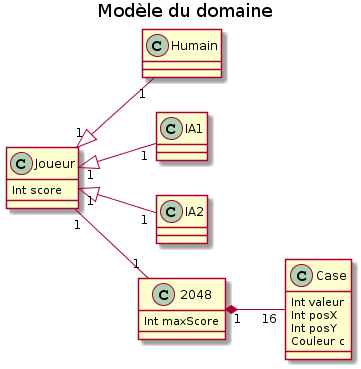 Modèle du domaine
C Humain
1
C IA1
1
1
C Joueur
Int score
1
1
C IA2
1
1
1
C 2048
Int maxScore
1
16
C Case
Int valeur
Int posX
Int posY
Couleur c